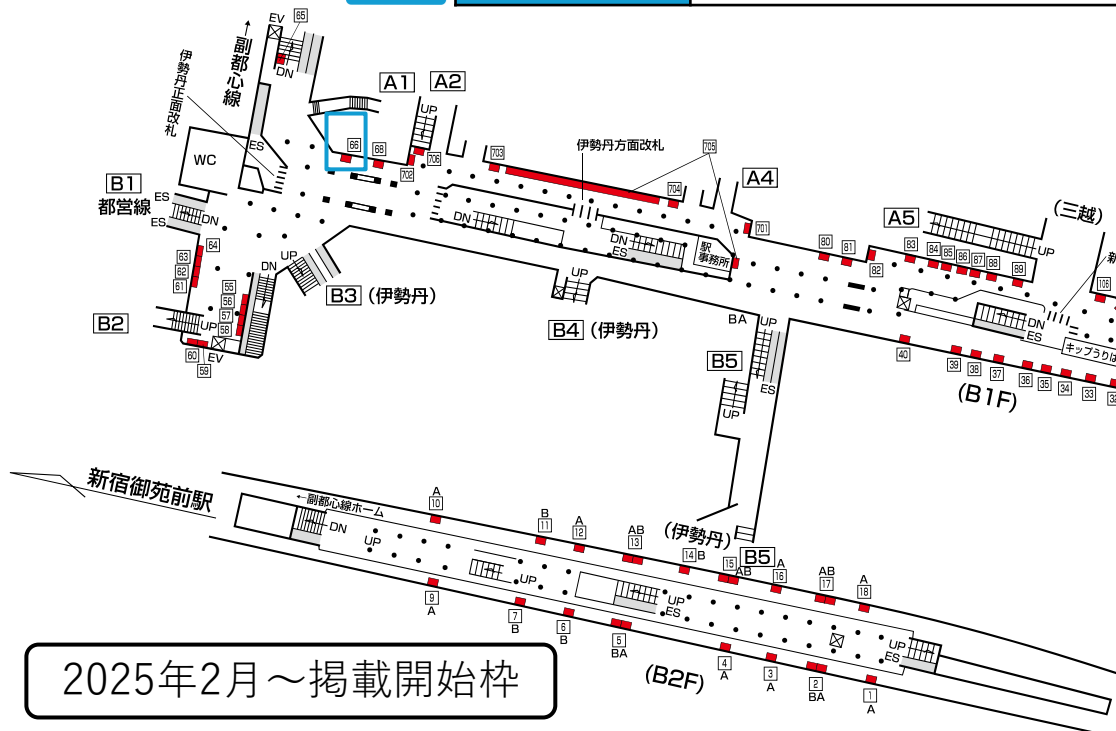 EV
65
副都心線
DN
伊勢丹正面改札
A1
A2
UP
ES
66
68
702
706
WC
703
伊勢丹方面改札
705
704
A4
701
A5
UP
(三越)
新
B1
都営線
ES
DN
ES
64
63
62
61
UP
DN
B3 (伊勢丹)
DN
DN
ES
駅
事務所
80
81
82
83
84
85
86
87
88
89
55
56
57
58
B2
UP
EV
60
59
UP
B4 (伊勢丹)
BA
UP
B5
UP
ES
DN
ES
キップうりば
40
39
38
37
36
35
34
33
(B1F)
新宿御苑前駅
←副都心線ホーム
DN
UP
A
10
B
11
A
12
AB
13
14 B
(伊勢丹)
B5
15
AB
A
16
AB
17
A
18
UP
UP
ES
UP
ES
9
A
7
B
6
B
5
BA
4
A
3
A
2
BA
1
A
(B2F)
2025年2月～掲載開始枠